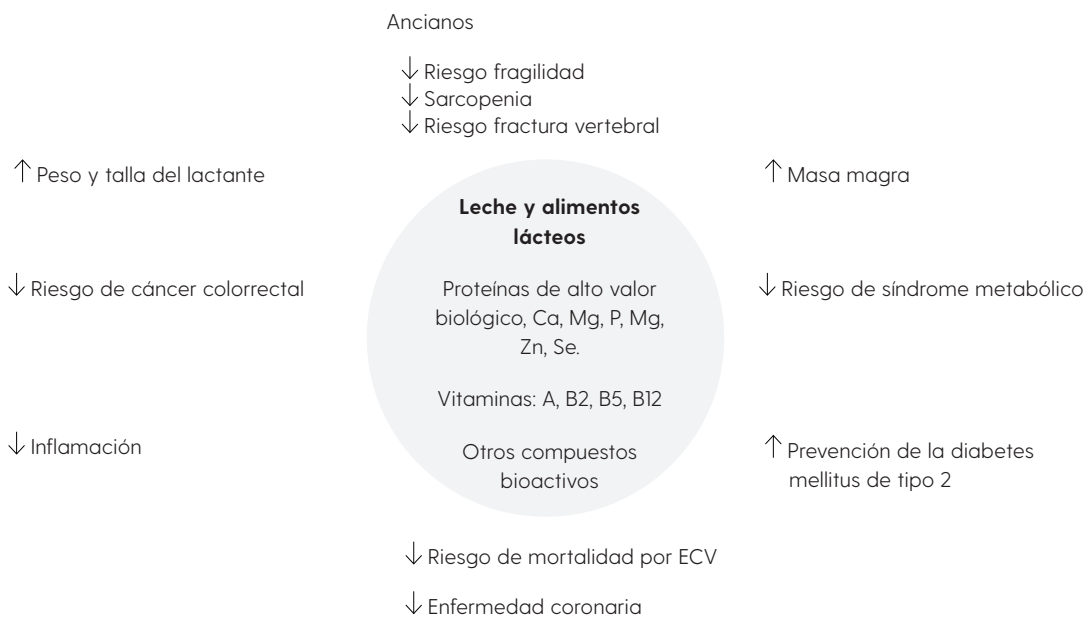 Ancianos
↓ Riesgo fragilidad
↓ Sarcopenia
↓ Riesgo fractura vertebral
↑ Peso y talla del lactante
↑ Masa magra
Leche y alimentos
lácteos
↓ Riesgo de cáncer colorrectal
Proteínas de alto valor
biológico, Ca, Mg, P, Mg,
Zn, Se.
↓ Riesgo de síndrome metabólico
Vitaminas: A, B2, B5, B12
↓ Inflamación
Otros compuestos
bioactivos
↑ Prevención de la diabetes
mellitus de tipo 2
↓ Riesgo de mortalidad por ECV
↓ Enfermedad coronaria